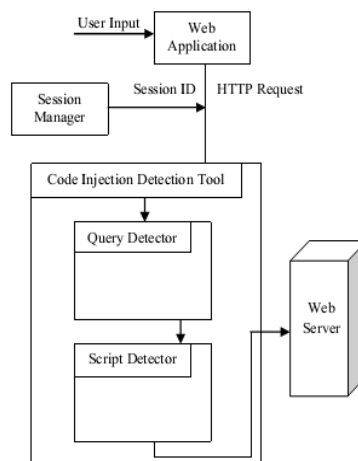 User Input
Web
Application
Session ID
HTTP Request
Session
Manager
Code Injection Detection Tool
Query Detector
Web
Server
Script Detector